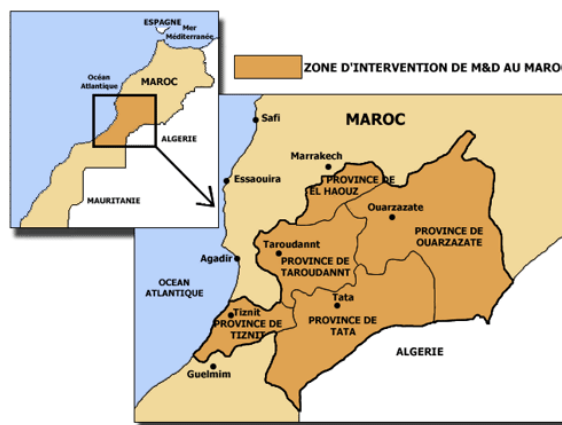 ESPAGNE
Mer
Méditerranée
Océan
Atlantique
MAROC
ALGERIE
MAURITANIE
ZONE D'INTERVENTION DE M&D AU MAROC
Safi
MAROC
Marrakech
Essaouira
PROVINCE DE
EL HAOUZ
Ouarzazate
PROVINCE DE
OUARZAZATE
Taroudannt
Agadir
PROVINCE DE
TAROUDANNT
OCEAN
ATLANTIQUE
Tata
Tiznit
PROVINCE DE
TIZNIT
PROVINCE DE
TATA
ALGERIE
Guelmim